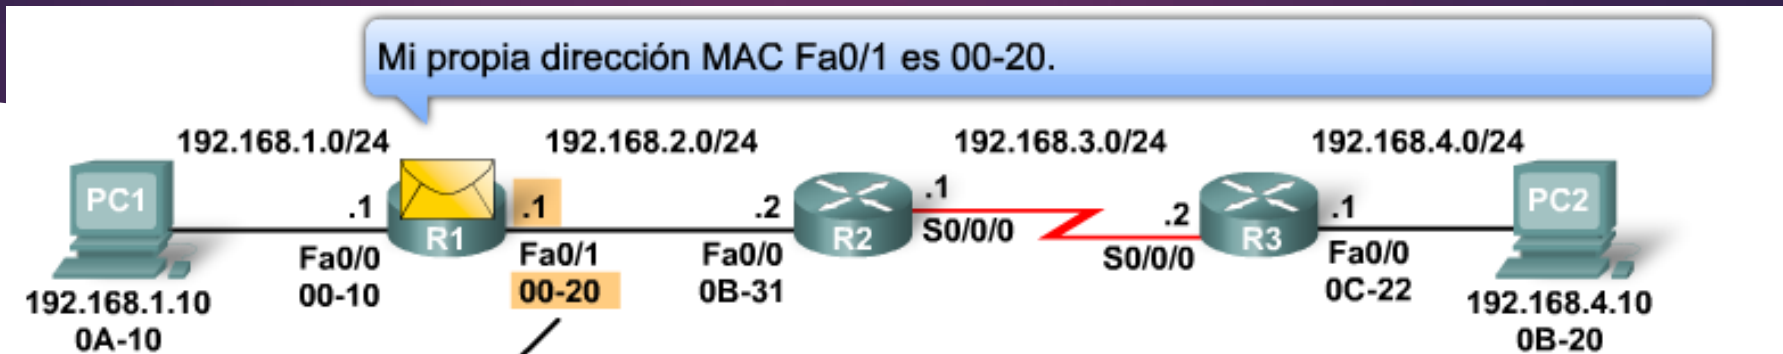 Mi propia dirección MAC Fa0/1 es 00-20.
192.168.1.0/24 192.168.2.0/24 192.168.3.0/24 192.168.4.0/24
PC1 .1 R1 .1 .2 R2 .1 .2 R3 .1 PC2
Fa0/0 Fa0/1 Fa0/0 S0/0/0 S0/0/0 Fa0/0
00-10 00-20 0B-31 0C-22
192.168.1.10 192.168.4.10
0A-10 0B-20